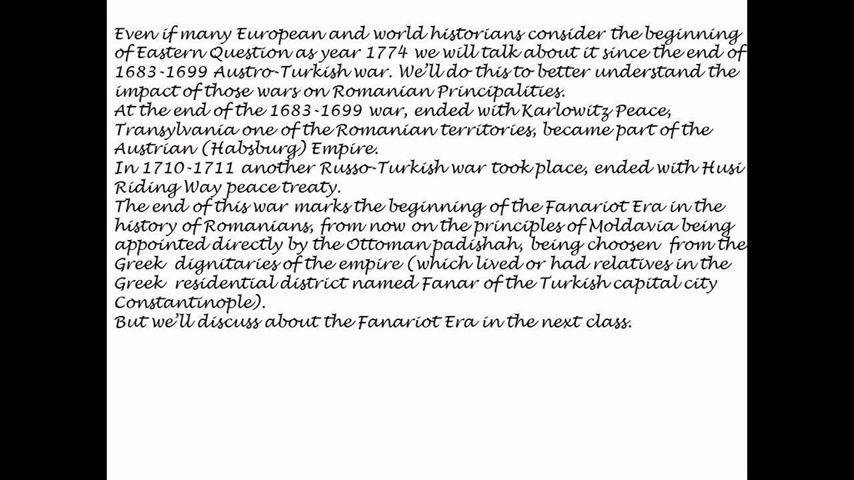 Even if many European and world historians consider the beginning
of Eastern Question as year 1774 we will talk about it since the end of
1683-1699 Austro-Turkish war. We'll do this to better understand the
impact of those wars on Romanian Principalities.
At the end of the 1683-1699 war, ended with Karlowitz Peace,
Transylvania one of the Romanian territories, became part of the
Austrian (Habsburg) Empire.
In 1710-1711 another Russo-Turkish war took place, ended with Husi
Riding Way peace treaty.
The end of this war marks the beginning of the Fanariot Era in the
history of Romanians, from now on the principles of Moldavia being
appointed directly by the Ottoman padishah, being choosen from the
Greek dignitaries of the empire (which lived or had relatives in the
Greek residential district named Fanar of the Turkish capital city
Constantinople).
But we'll discuss about the Fanariot Era in the next class.